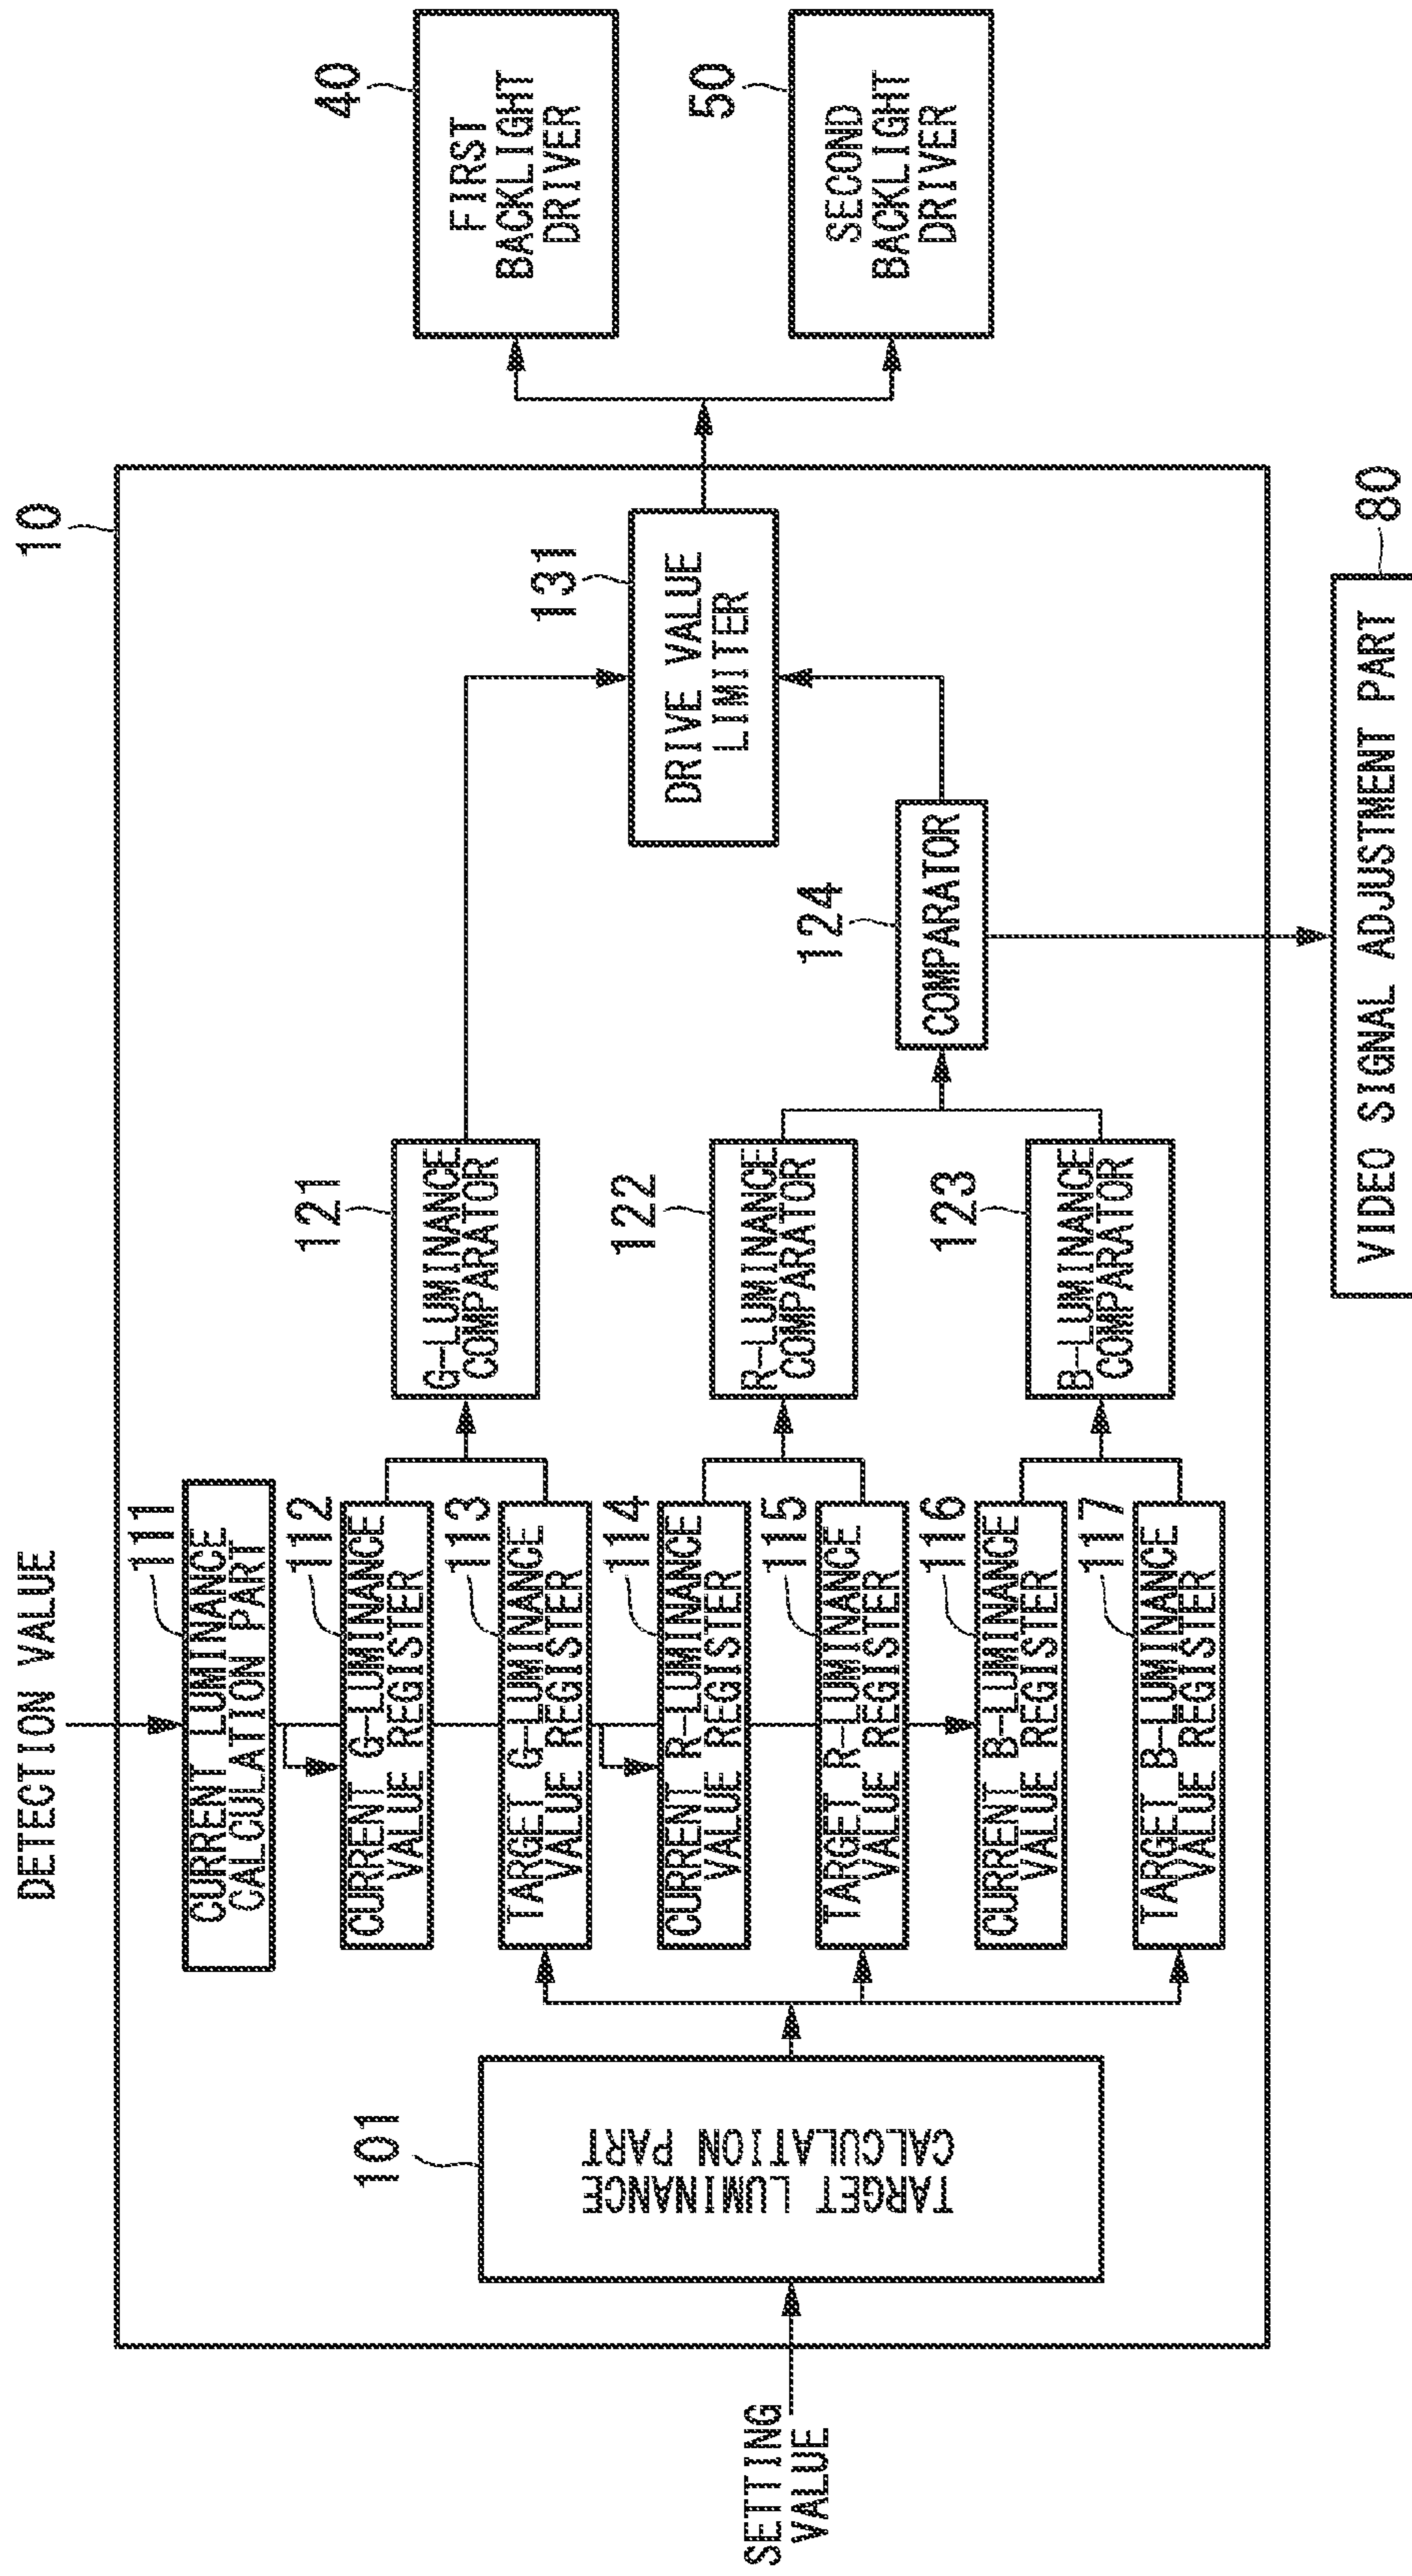 DETECTION VALUE
10
SETTING
VALUE
101
TARGET LUMINANCE
CALCULATION PART
111
CURRENT LUMINANCE
CALCULATION PART
112
CURRENT G-LUMINANCE
VALUE REGISTER
113
TARGET G-LUMINANCE
VALUE REGISTER
114
CURRENT R-LUMINANCE
VALUE REGISTER
115
TARGET R-LUMINANCE
VALUE REGISTER
116
CURRENT B-LUMINANCE
VALUE REGISTER
117
TARGET B-LUMINANCE
VALUE REGISTER
121
G-LUMINANCE
COMPARATOR
122
R-LUMINANCE
COMPARATOR
123
B-LUMINANCE
COMPARATOR
124
COMPARATOR
131
DRIVE VALUE
LIMITER
40
FIRST
BACKLIGHT
DRIVER
50
SECOND
BACKLIGHT
DRIVER
80
VIDEO SIGNAL ADJUSTMENT PART